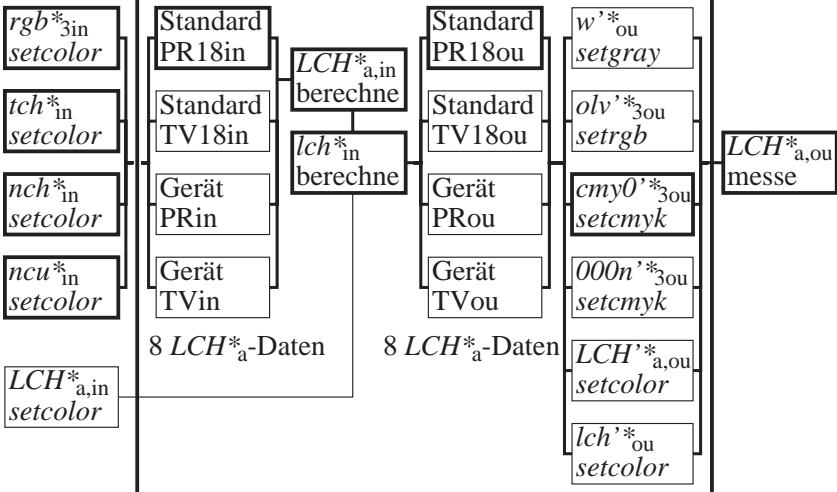 rgb*3in
setcolor
tch*in
setcolor
nch*in
setcolor
ncu*in
setcolor
LCH*a,in
setcolor
Standard
PR18in
Standard
TV18in
Gerät
PRin
Gerät
TVin
8 LCH*a-Daten
LCH*a,in
berechne
lch*in
berechne
Standard
PR18ou
Standard
TV18ou
Gerät
PRou
Gerät
TVou
8 LCH*a-Daten
w’*ou
setgray
olv’*3ou
setrgb
cmy0’*3ou
setcmyk
000n’*3ou
setcmyk
LCH’*a,ou
setcolor
lch’*ou
setcolor
LCH*a,ou
messe